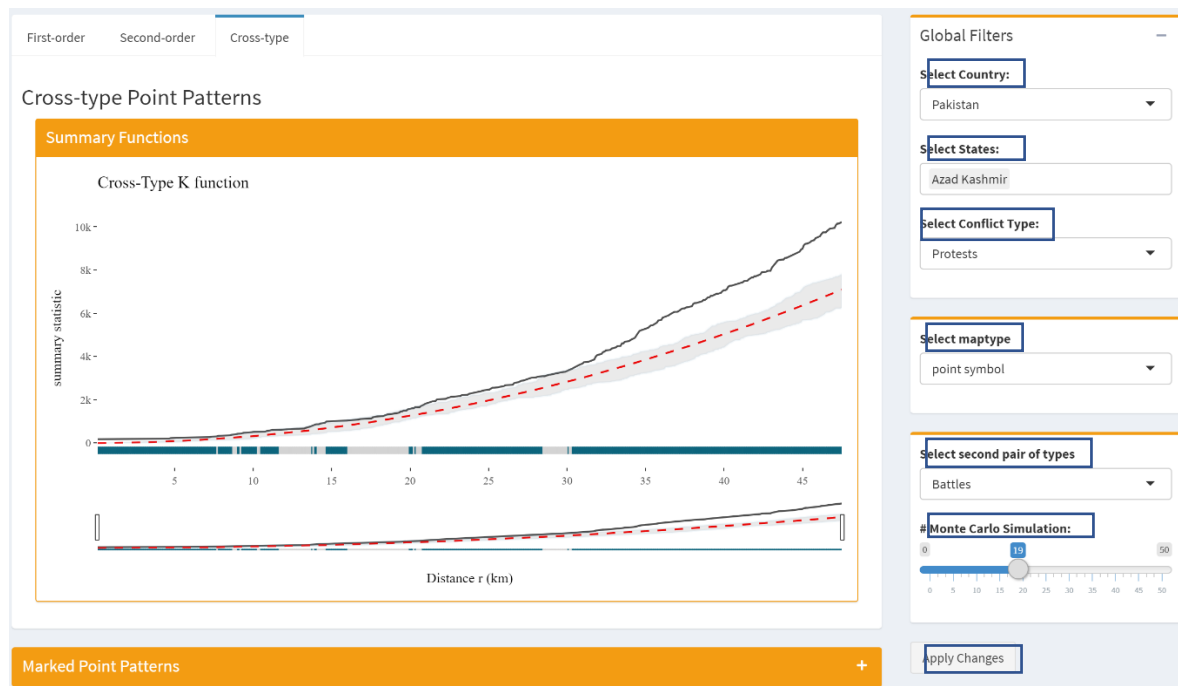 First-order Second-order Cross-type
Cross-type Point Patterns
Summary Functions
Cross-Type K function
10k
8k
6k
4k
2k
0
summary statistic
5 10 15 20 25 30 35 40 45
Distance r (km)
Marked Point Patterns +
Global Filters −
Select Country:
Pakistan
Select States:
Azad Kashmir
Select Conflict Type:
Protests
Select maptype
point symbol
Select second pair of types
Battles
# Monte Carlo Simulation:
0 19 50
0 5 10 15 20 25 30 35 40 45 50
Apply Changes